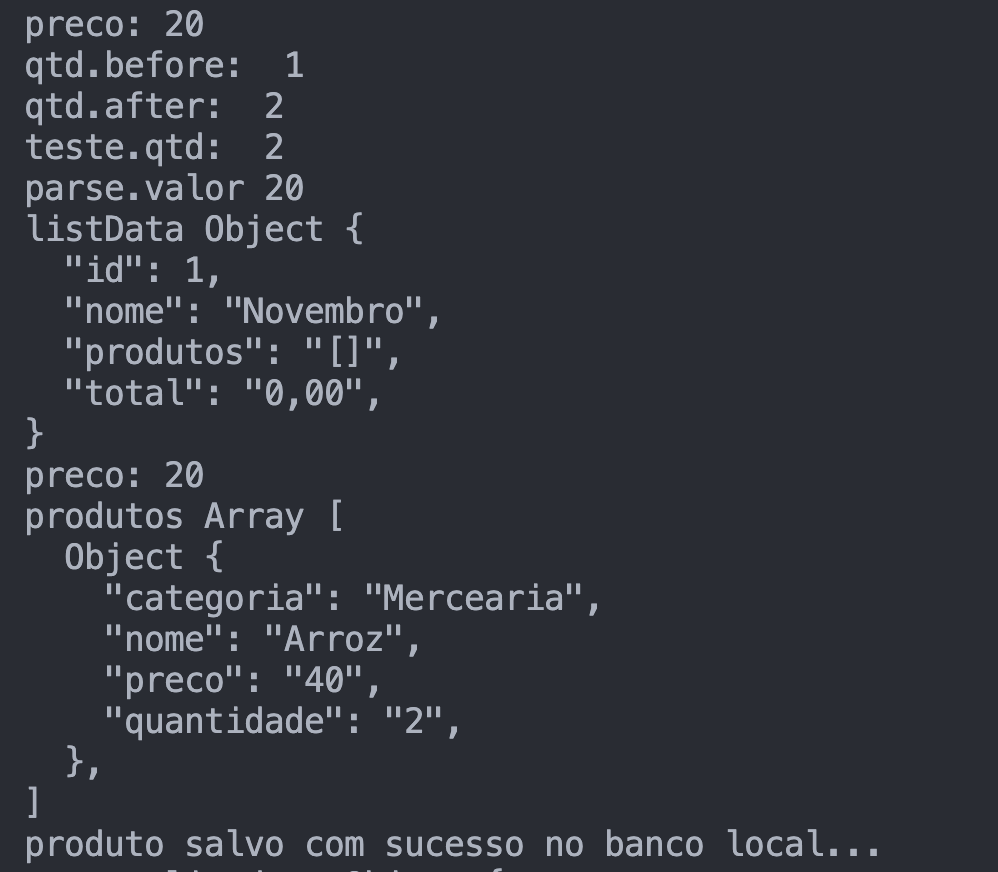 preco: 20
qtd.before:  1
qtd.after:  2
teste.qtd:  2
parse.valor 20
listData Object {
  "id": 1,
  "nome": "Novembro",
  "produtos": "[]",
  "total": "0,00",
}
preco: 20
produtos Array [
  Object {
    "categoria": "Mercearia",
    "nome": "Arroz",
    "preco": "40",
    "quantidade": "2",
  },
]
produto salvo com sucesso no banco local...